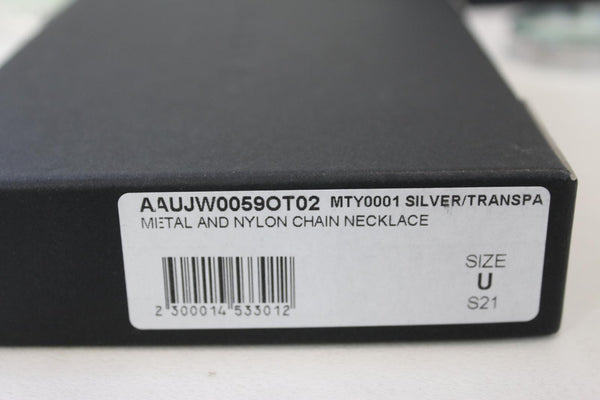 AAUJW0059OT02 MTY0001 SILVER/TRANSPA
METAL AND NYLON CHAIN NECKLACE
SIZE
U
S21
2 300014 533012